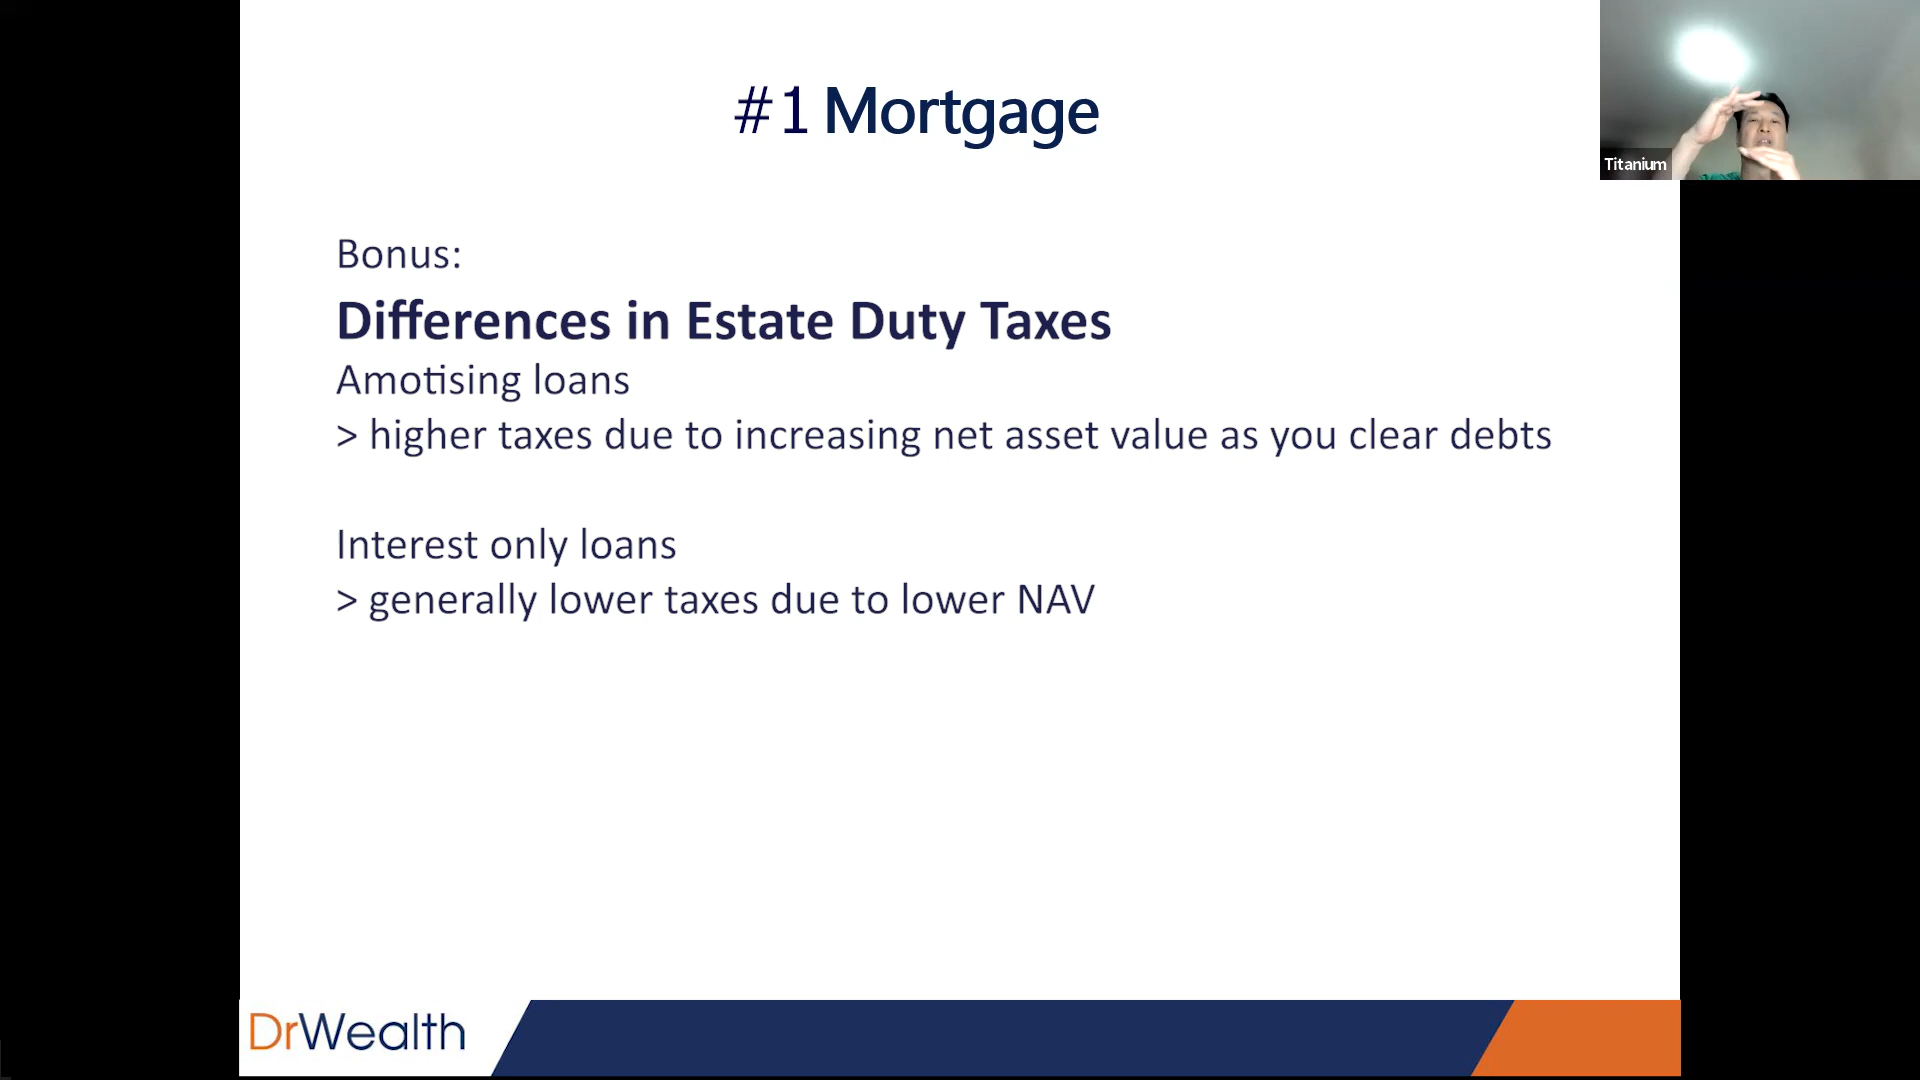 #1 Mortgage
Titanium
Bonus:
Differences in Estate Duty Taxes
Amotising loans
> higher taxes due to increasing net asset value as you clear debts
Interest only loans
> generally lower taxes due to lower NAV
DrWealth